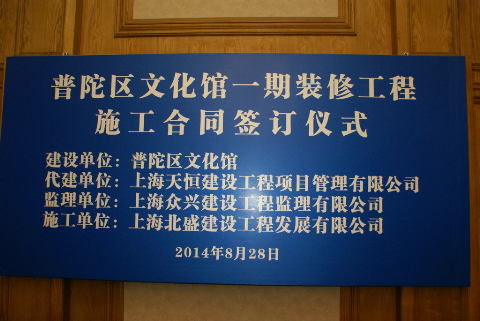 普陀区文化馆一期装修工程
施工合同签订仪式
建设单位：普陀区文化馆
代建单位：上海天恒建设工程项目管理有限公司
监理单位：上海众兴建设工程监理有限公司
施工单位：上海北盛建设工程发展有限公司
2014年8月28日